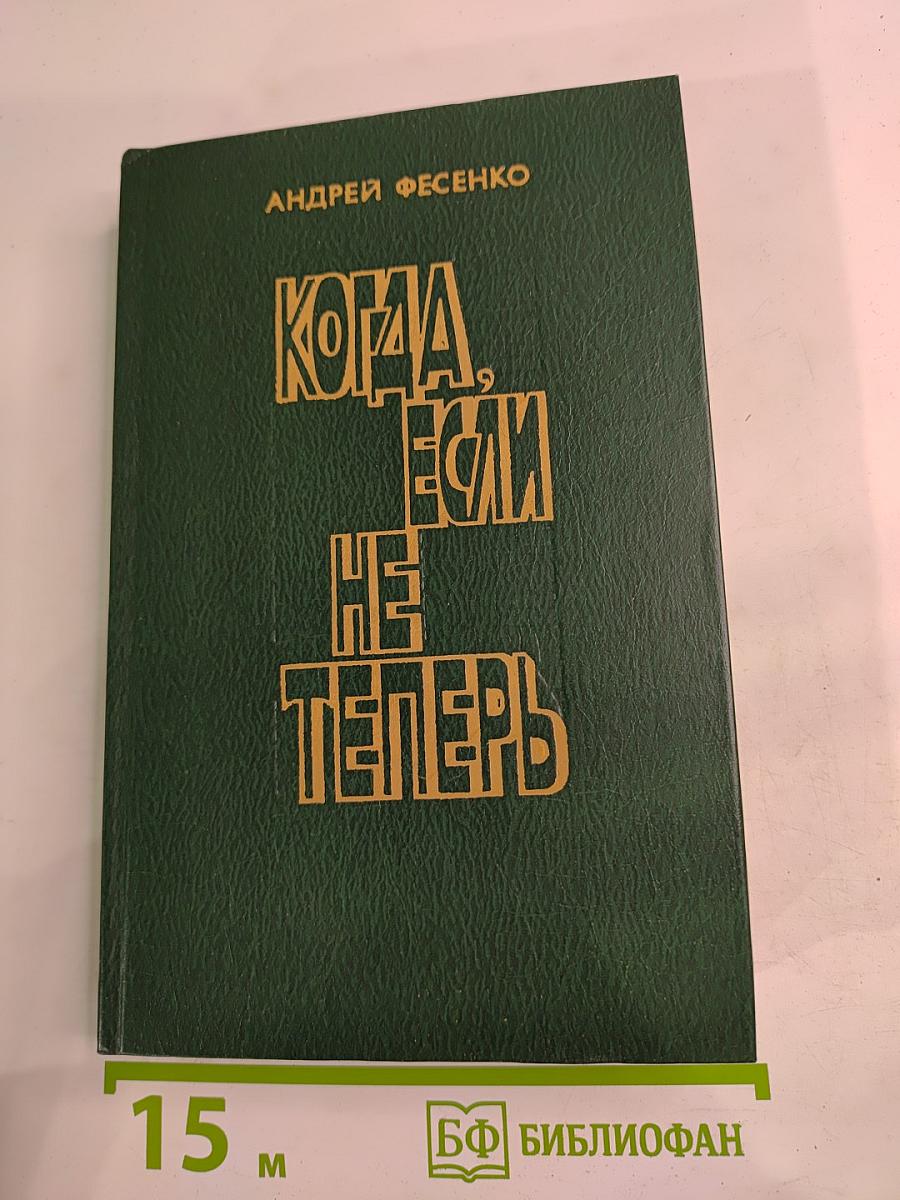 АНДРЕЙ ФЕСЕНКО
КОГДА,
ЕСЛИ
НЕ
ТЕПЕРЬ
15 м
БФ БИБЛИОФАН